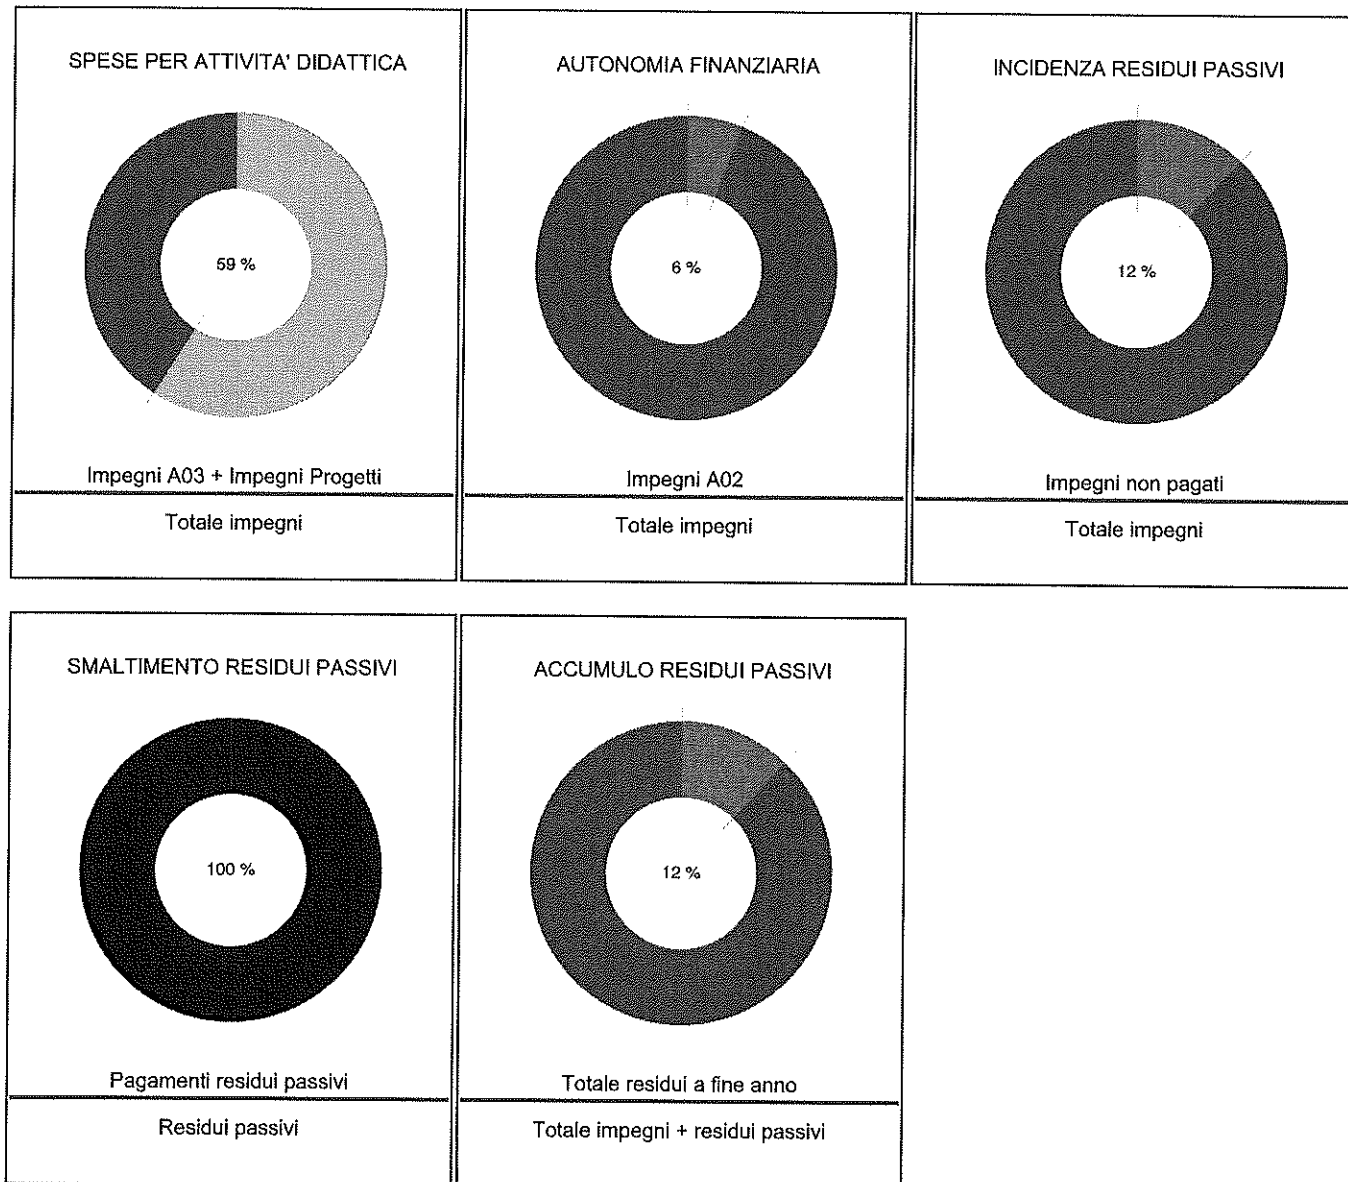 SPESE PER ATTIVITA' DIDATTICA
59 %
Impegni A03 + Impegni Progetti
Totale impegni
AUTONOMIA FINANZIARIA
6 %
Impegni A02
Totale impegni
INCIDENZA RESIDUI PASSIVI
12 %
Impegni non pagati
Totale impegni
SMALTIMENTO RESIDUI PASSIVI
100 %
Pagamenti residui passivi
Residui passivi
ACCUMULO RESIDUI PASSIVI
12 %
Totale residui a fine anno
Totale impegni + residui passivi